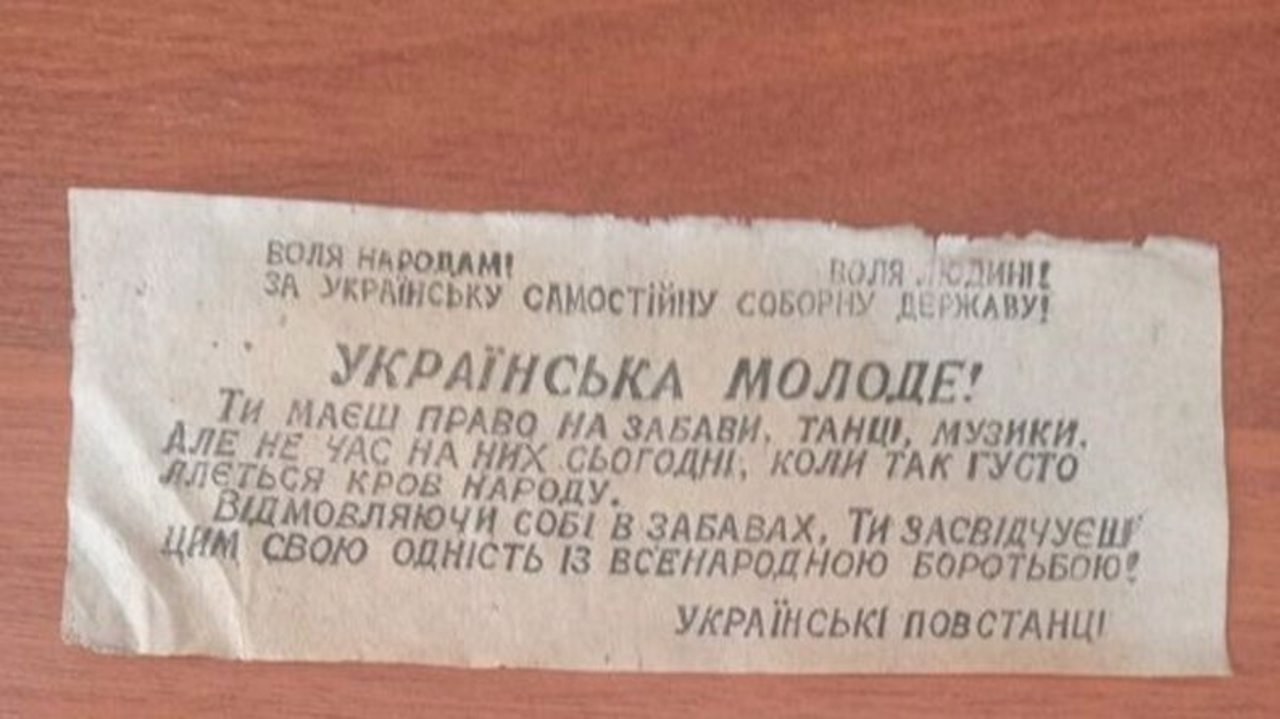 ВОЛЯ НАРОДАМ! ВОЛЯ ЛЮДИНІ!
ЗА УКРАЇНСЬКУ САМОСТІЙНУ СОБОРНУ ДЕРЖАВУ!
УКРАЇНСЬКА МОЛОДЕ!
ТИ МАЄШ ПРАВО НА ЗАБАВИ, ТАНЦІ, МУЗИКИ,
АЛЕ НЕ ЧАС НА НИХ СЬОГОДНІ, КОЛИ ТАК ГУСТО
ЛЛЄТЬСЯ КРОВ НАРОДУ.
ВІДМОВЛЯЮЧИ СОБІ В ЗАБАВАХ, ТИ ЗАСВІДЧУЄШ
ЦИМ СВОЮ ОДНІСТЬ ІЗ ВСЕНАРОДНОЮ БОРОТЬБОЮ!
УКРАЇНСЬКІ ПОВСТАНЦІ